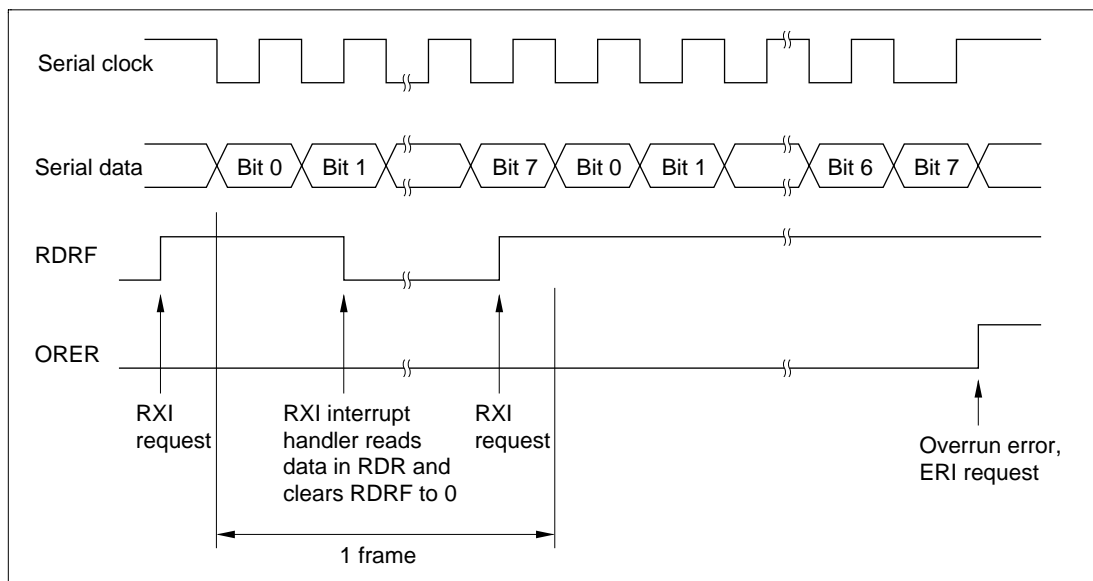 Serial clock
Serial data
Bit 0
Bit 1
Bit 7
Bit 0
Bit 1
Bit 6
Bit 7
RDRF
ORER
RXI
request
RXI interrupt
handler reads
data in RDR and
clears RDRF to 0
RXI
request
Overrun error,
ERI request
1 frame